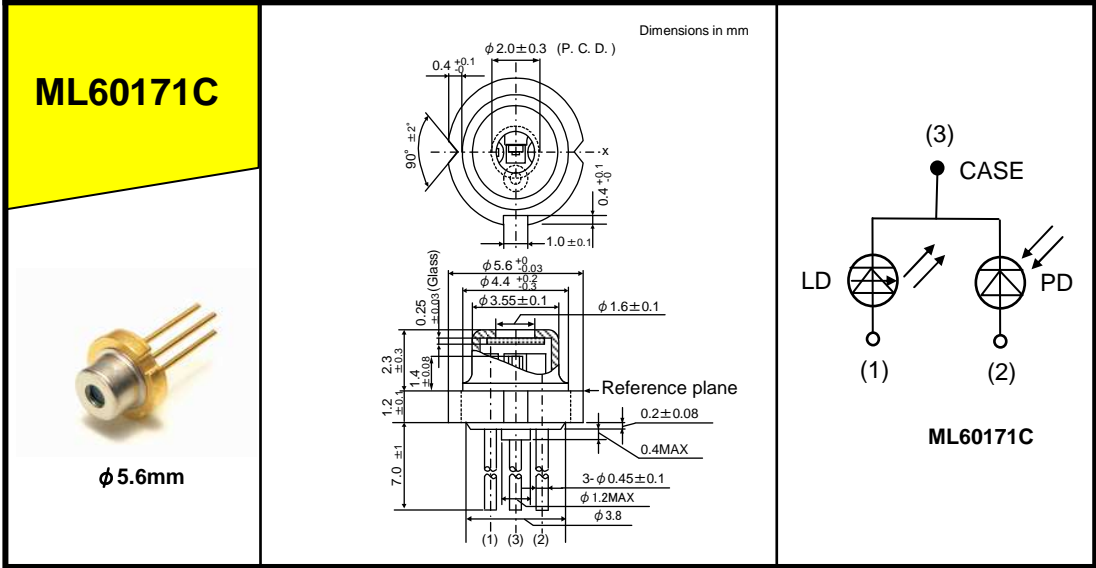 ML60171C
φ5.6mm
Dimensions in mm
φ2.0±0.3 (P. C. D. )
0.4 +0.1 -0
90° ±2°
x
0.4 +0.1 -0
1.0±0.1
φ5.6 +0 -0.03
φ4.4 +0.2 -0.3
φ3.55±0.1
φ1.6±0.1
0.25 ±0.03(Glass)
2.3 ±0.3
1.4 ±0.08
1.2 ±0.1
Reference plane
0.2±0.08
0.4MAX
7.0 ±1
3-φ0.45±0.1
φ1.2MAX
φ3.8
(1) (3) (2)
(3)
CASE
LD
PD
(1)
(2)
ML60171C